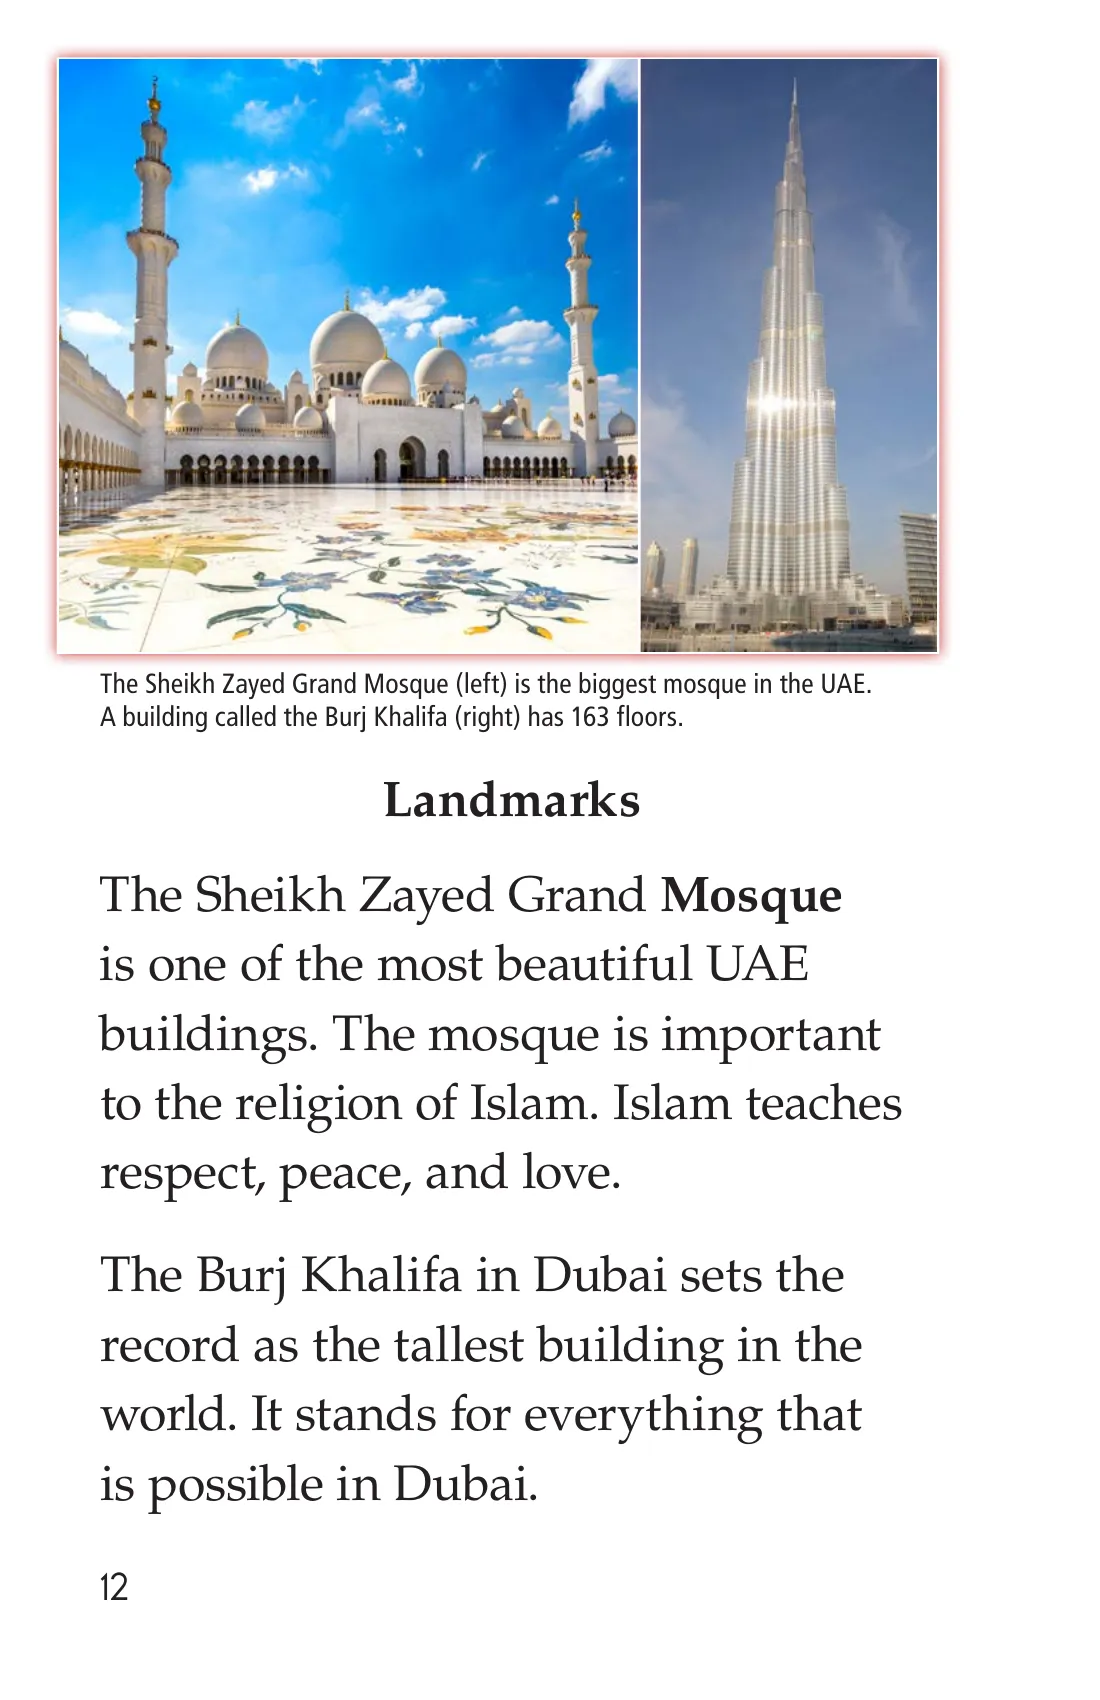 The Sheikh Zayed Grand Mosque (left) is the biggest mosque in the UAE.
A building called the Burj Khalifa (right) has 163 floors.
Landmarks
The Sheikh Zayed Grand Mosque
is one of the most beautiful UAE
buildings. The mosque is important
to the religion of Islam. Islam teaches
respect, peace, and love.
The Burj Khalifa in Dubai sets the
record as the tallest building in the
world. It stands for everything that
is possible in Dubai.
12